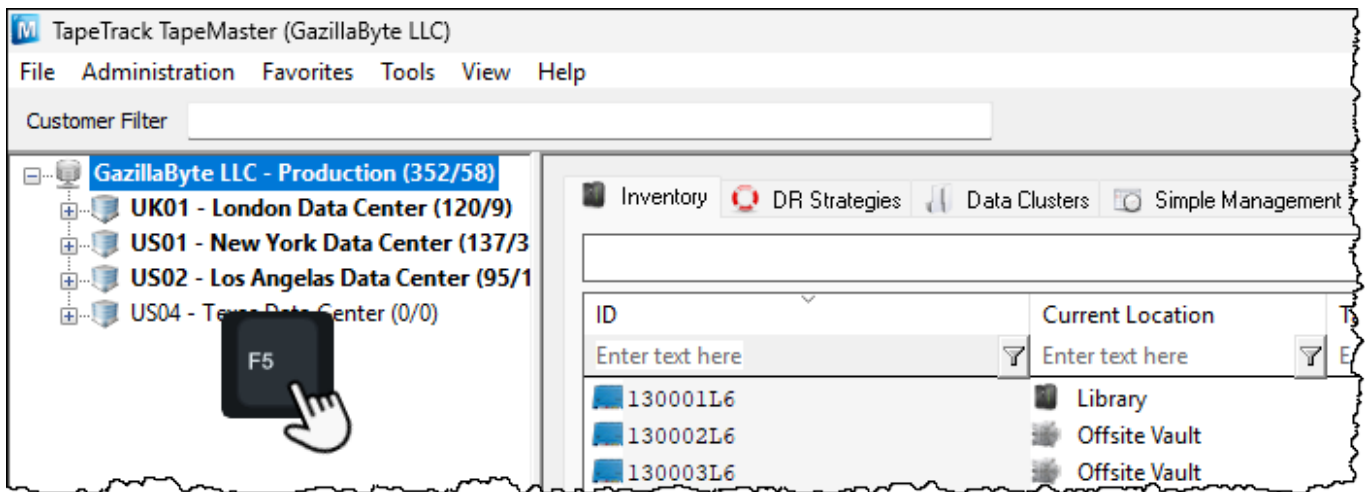 TapeTrack TapeMaster (GazillaByte LLC)
File Administration Favorites Tools View Help
Customer Filter
GazillaByte LLC - Production (352/58)
UK01 - London Data Center (120/9)
US01 - New York Data Center (137/3
US02 - Los Angelas Data Center (95/1
US04 - Center (0/0)
F5
Inventory DR Strategies Data Clusters Simple Management
ID Current Location
Enter text here Enter text here
130001L6 Library
130002L6 Offsite Vault
130003L6 Offsite Vault